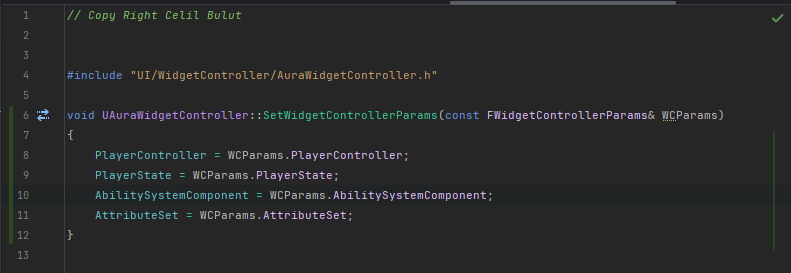 1 // Copy Right Celil Bulut
2
3
4 #include "UI/WidgetController/AuraWidgetController.h"
5
6 void UAuraWidgetController::SetWidgetControllerParams(const FWidgetControllerParams& WCParams)
7 {
8     PlayerController = WCParams.PlayerController;
9     PlayerState = WCParams.PlayerState;
10     AbilitySystemComponent = WCParams.AbilitySystemComponent;
11     AttributeSet = WCParams.AttributeSet;
12 }
13